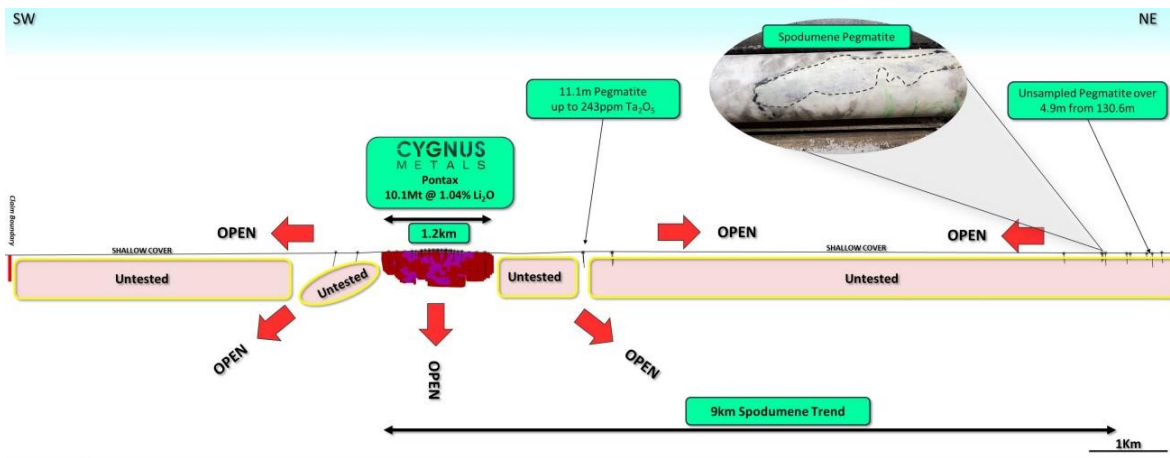 SW
NE
Spodumene Pegmatite
11.1m Pegmatite
up to 243ppm Ta₂O₅
Unsampled Pegmatite over
4.9m from 130.6m
CYGNUS
METALS
Pontax
10.1Mt @ 1.04% Li₂O
Claim Boundary
OPEN
1.2km
OPEN
OPEN
SHALLOW COVER
SHALLOW COVER
Untested
Untested
Untested
Untested
OPEN
OPEN
OPEN
9km Spodumene Trend
1Km